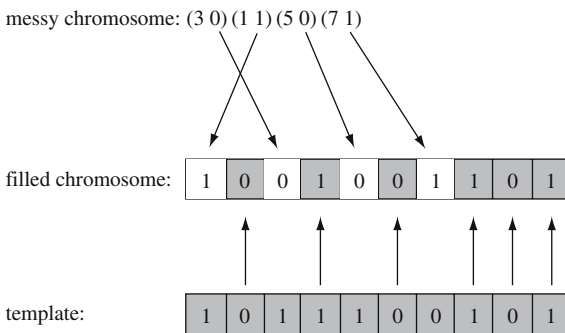 messy chromosome: (3 0) (1 1) (5 0) (7 1)
filled chromosome: 1 0 0 1 0 0 1 1 0 1
template: 1 0 1 1 1 0 0 1 0 1